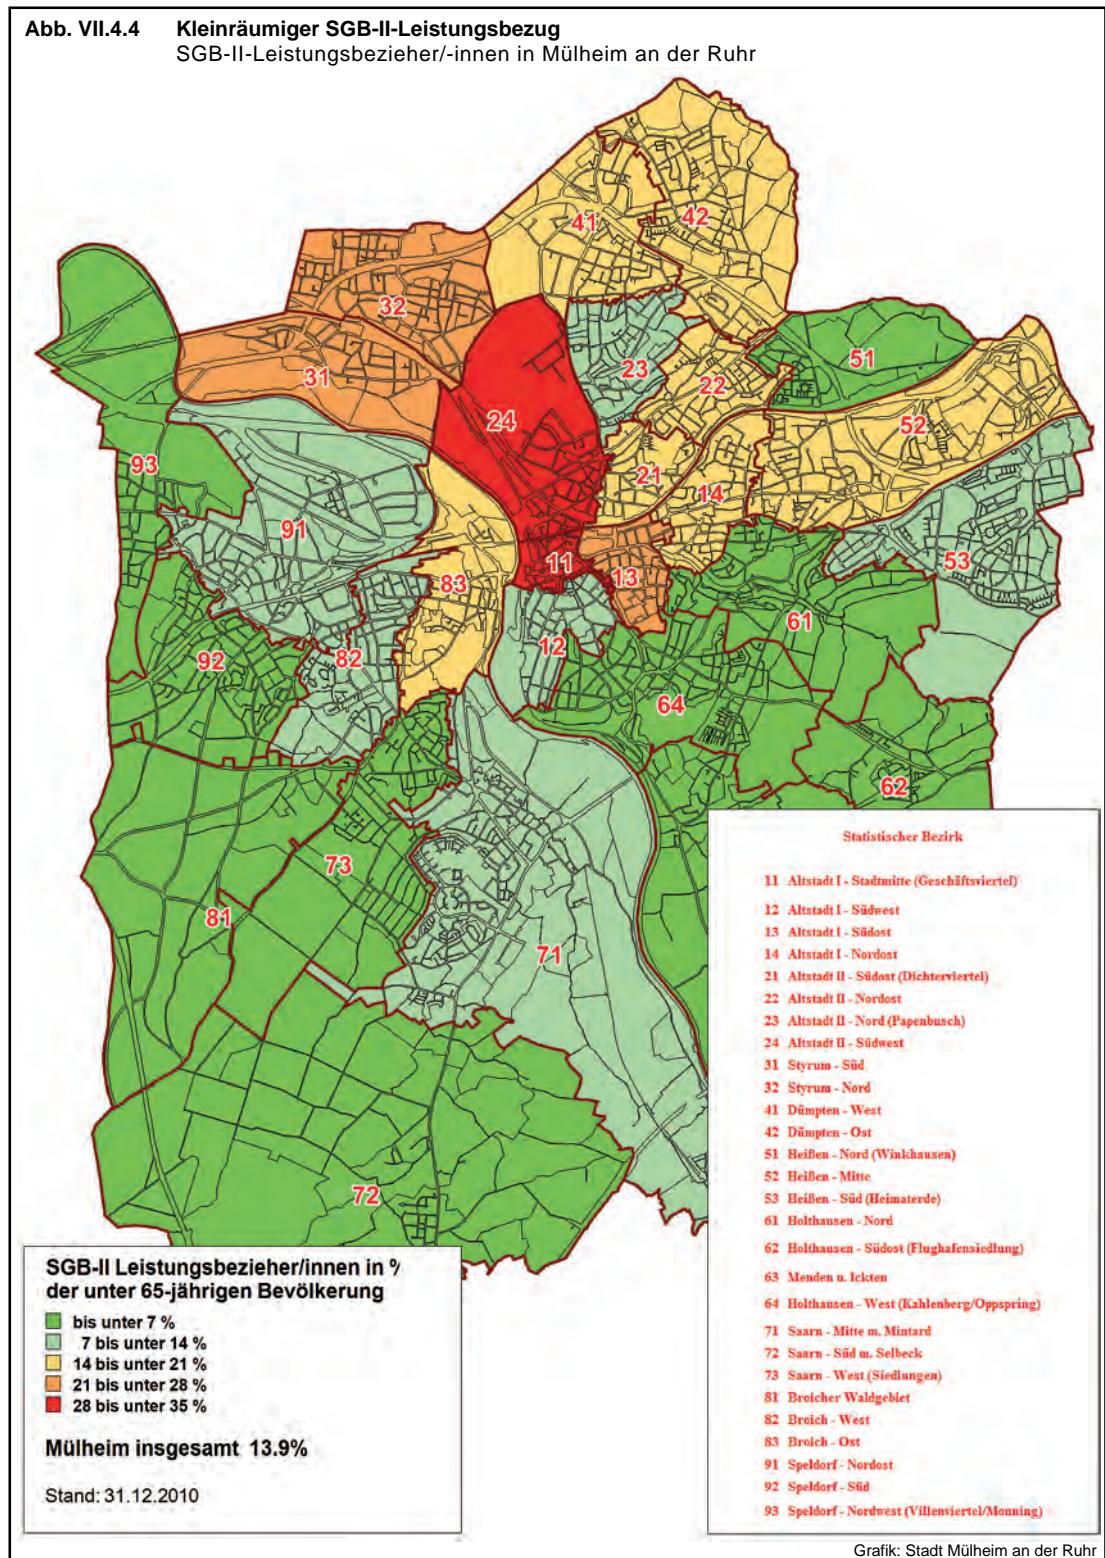 Abb. VII.4.4 Kleinräumiger SGB-II-Leistungsbezug
SGB-II-Leistungsbezieher/-innen in Mülheim an der Ruhr
41
42
32
51
23
31
22
24
52
93
21
14
91
53
11
13
83
61
12
82
92
64
62
73
81
71
72
Statistischer Bezirk
11 Altstadt I - Stadtmitte (Geschäftsviertel)
12 Altstadt I - Südwest
13 Altstadt I - Südost
14 Altstadt I - Nordost
21 Altstadt II - Südost (Dichterviertel)
22 Altstadt II - Nordost
23 Altstadt II - Nord (Papenbusch)
24 Altstadt II - Südwest
31 Styrum - Süd
32 Styrum - Nord
41 Dümpten - West
42 Dümpten - Ost
51 Heißen - Nord (Winkhausen)
52 Heißen - Mitte
53 Heißen - Süd (Heimaterde)
61 Holthausen - Nord
62 Holthausen - Südost (Flughafensiedlung)
63 Menden u. Ickten
64 Holthausen - West (Kahlenberg/Oppspring)
71 Saarn - Mitte m. Mintard
72 Saarn - Süd m. Selbeck
73 Saarn - West (Siedlungen)
81 Broicher Waldgebiet
82 Broich - West
83 Broich - Ost
91 Speldorf - Nordost
92 Speldorf - Süd
93 Speldorf - Nordwest (Villenviertel/Monning)
SGB-II Leistungsbezieher/innen in %
der unter 65-jährigen Bevölkerung
bis unter 7 %
7 bis unter 14 %
14 bis unter 21 %
21 bis unter 28 %
28 bis unter 35 %
Mülheim insgesamt 13.9%
Stand: 31.12.2010
Grafik: Stadt Mülheim an der Ruhr